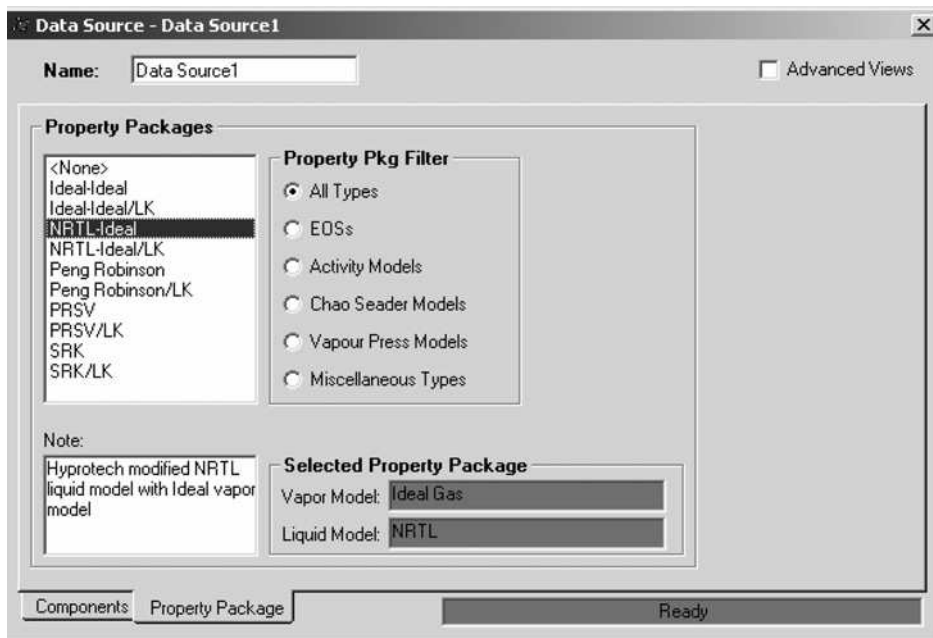 Data Source - Data Source1
Name: Data Source1
Advanced Views
Property Packages
<None>
Ideal-Ideal
Ideal-Ideal/LK
NRTL-Ideal
NRTL-Ideal/LK
Peng Robinson
Peng Robinson/LK
PRSV
PRSV/LK
SRK
SRK/LK
Property Pkg Filter
All Types
EOSs
Activity Models
Chao Seader Models
Vapour Press Models
Miscellaneous Types
Note:
Hyprotech modified NRTL
liquid model with Ideal vapor
model
Selected Property Package
Vapor Model: Ideal Gas
Liquid Model: NRTL
Components Property Package
Ready